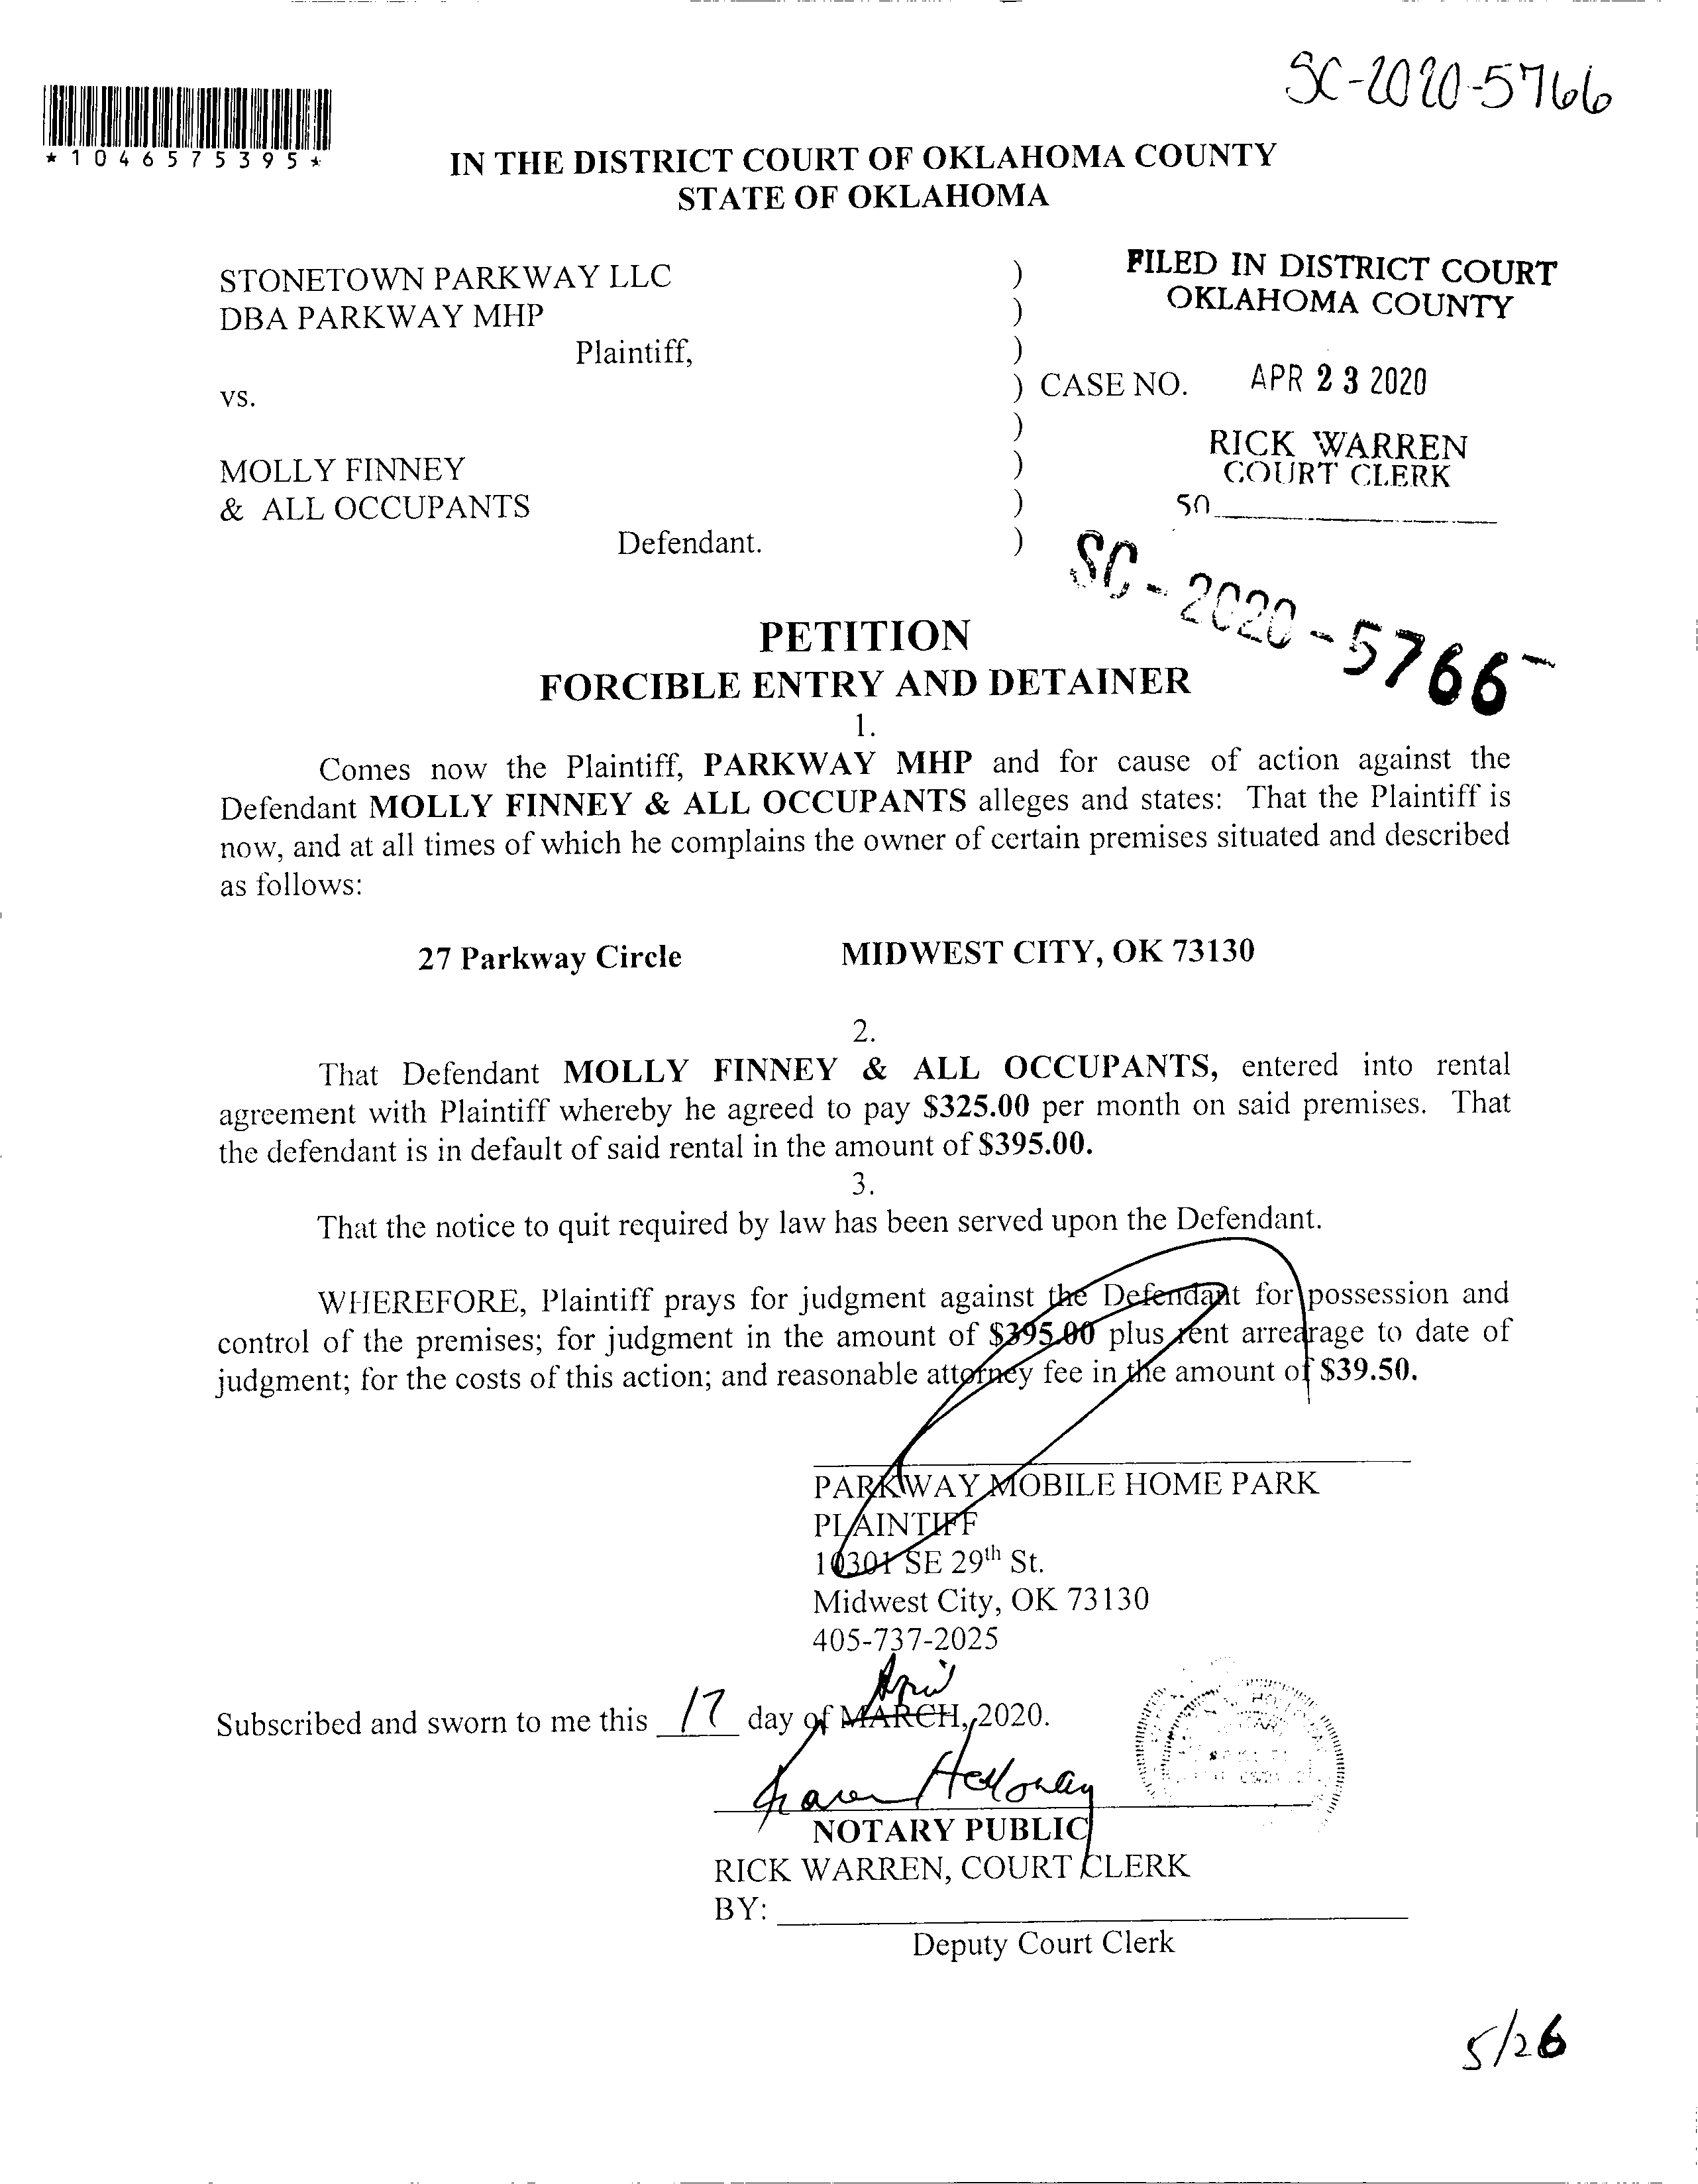 SC-2020-5766
*1046575395*
IN THE DISTRICT COURT OF OKLAHOMA COUNTY
STATE OF OKLAHOMA
STONETOWN PARKWAY LLC )
DBA PARKWAY MHP )
Plaintiff, )
vs. ) CASE NO.
)
MOLLY FINNEY )
& ALL OCCUPANTS )
Defendant. )
FILED IN DISTRICT COURT
OKLAHOMA COUNTY
APR 23 2020
RICK WARREN
COURT CLERK
50
SC-2020-5766-
PETITION
FORCIBLE ENTRY AND DETAINER
1.
Comes now the Plaintiff, PARKWAY MHP and for cause of action against the
Defendant MOLLY FINNEY & ALL OCCUPANTS alleges and states: That the Plaintiff is
now, and at all times of which he complains the owner of certain premises situated and described
as follows:
27 Parkway Circle MIDWEST CITY, OK 73130
2.
That Defendant MOLLY FINNEY & ALL OCCUPANTS, entered into rental
agreement with Plaintiff whereby he agreed to pay $325.00 per month on said premises. That
the defendant is in default of said rental in the amount of $395.00.
3.
That the notice to quit required by law has been served upon the Defendant.
WHEREFORE, Plaintiff prays for judgment against the Defendant for possession and
control of the premises; for judgment in the amount of $395.00 plus rent arrearage to date of
judgment; for the costs of this action; and reasonable attorney fee in the amount of $39.50.
PARKWAY MOBILE HOME PARK
PLAINTIFF
10301 SE 29th St.
Midwest City, OK 73130
405-737-2025
April
Subscribed and sworn to me this 17 day of MARCH, 2020.
Karen Holloway
NOTARY PUBLIC
RICK WARREN, COURT CLERK
BY:
Deputy Court Clerk
5/26